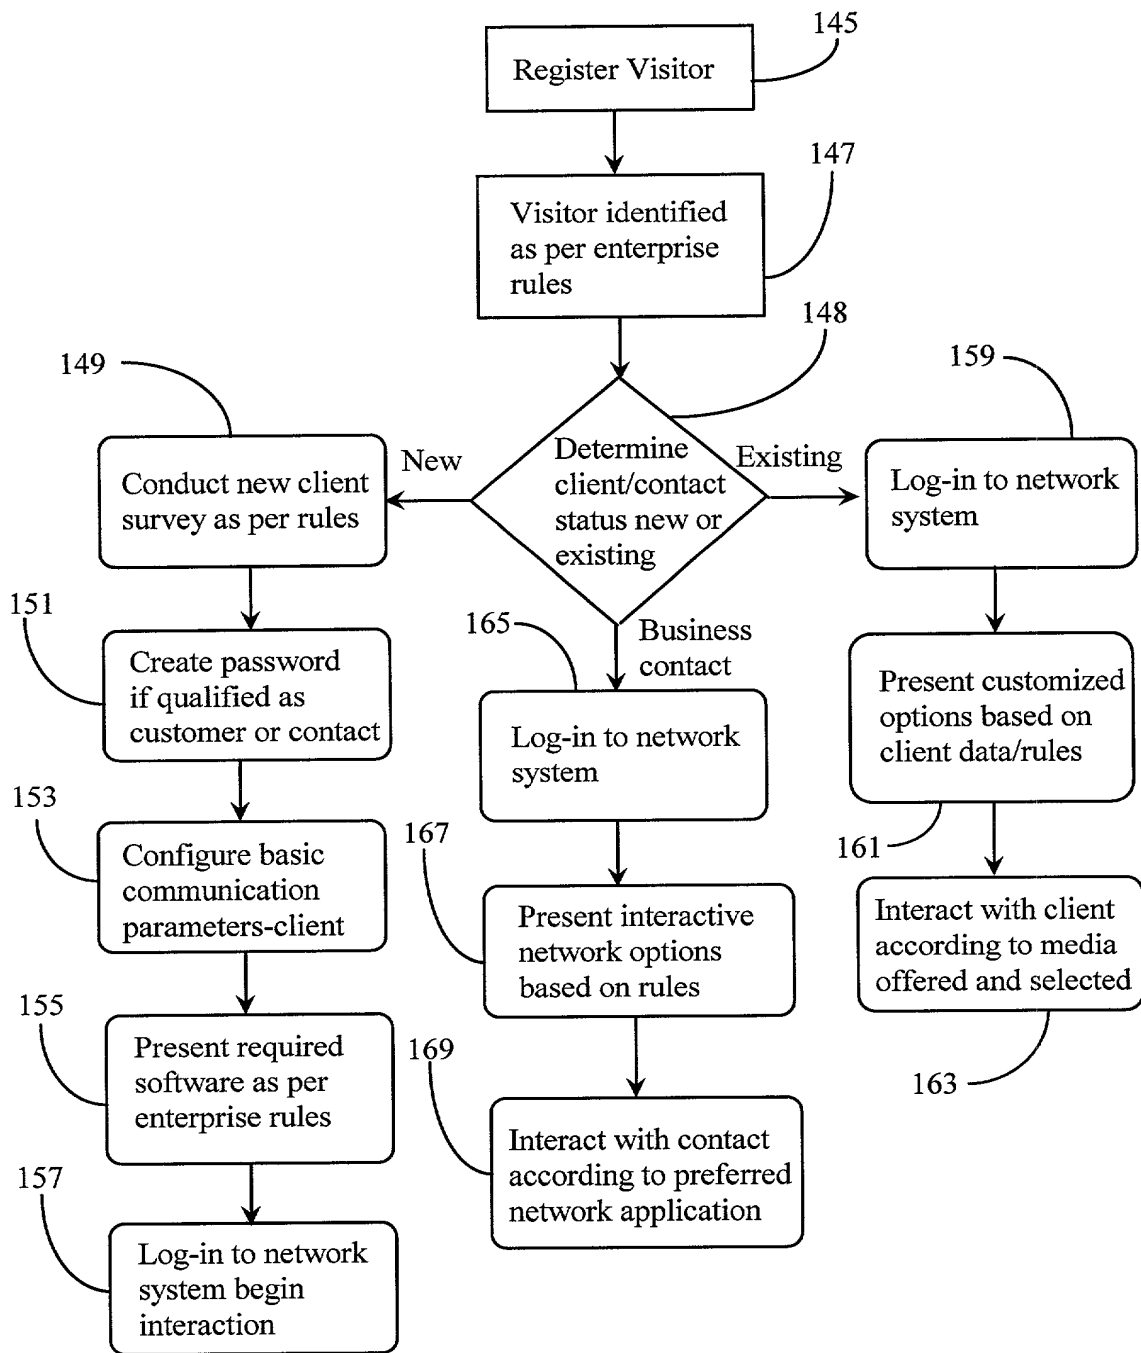 145
Register Visitor
147
Visitor identified
as per enterprise
rules
148
149
159
New
Existing
Determine
client/contact
status new or
existing
Conduct new client
survey as per rules
Log-in to network
system
151
Create password
if qualified as
customer or contact
165
Business
contact
Log-in to network
system
Present customized
options based on
client data/rules
153
Configure basic
communication
parameters-client
167
Present interactive
network options
based on rules
161
Interact with client
according to media
offered and selected
155
Present required
software as per
enterprise rules
169
Interact with contact
according to preferred
network application
163
157
Log-in to network
system begin
interaction